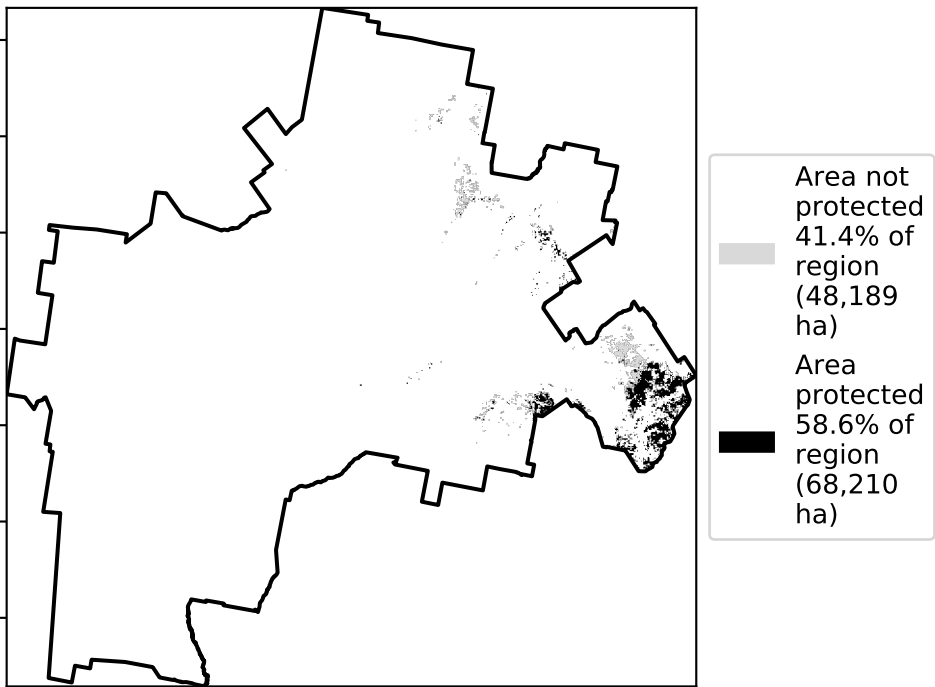 Area not
protected
41.4% of
region
(48,189
ha)
Area
protected
58.6% of
region
(68,210
ha)